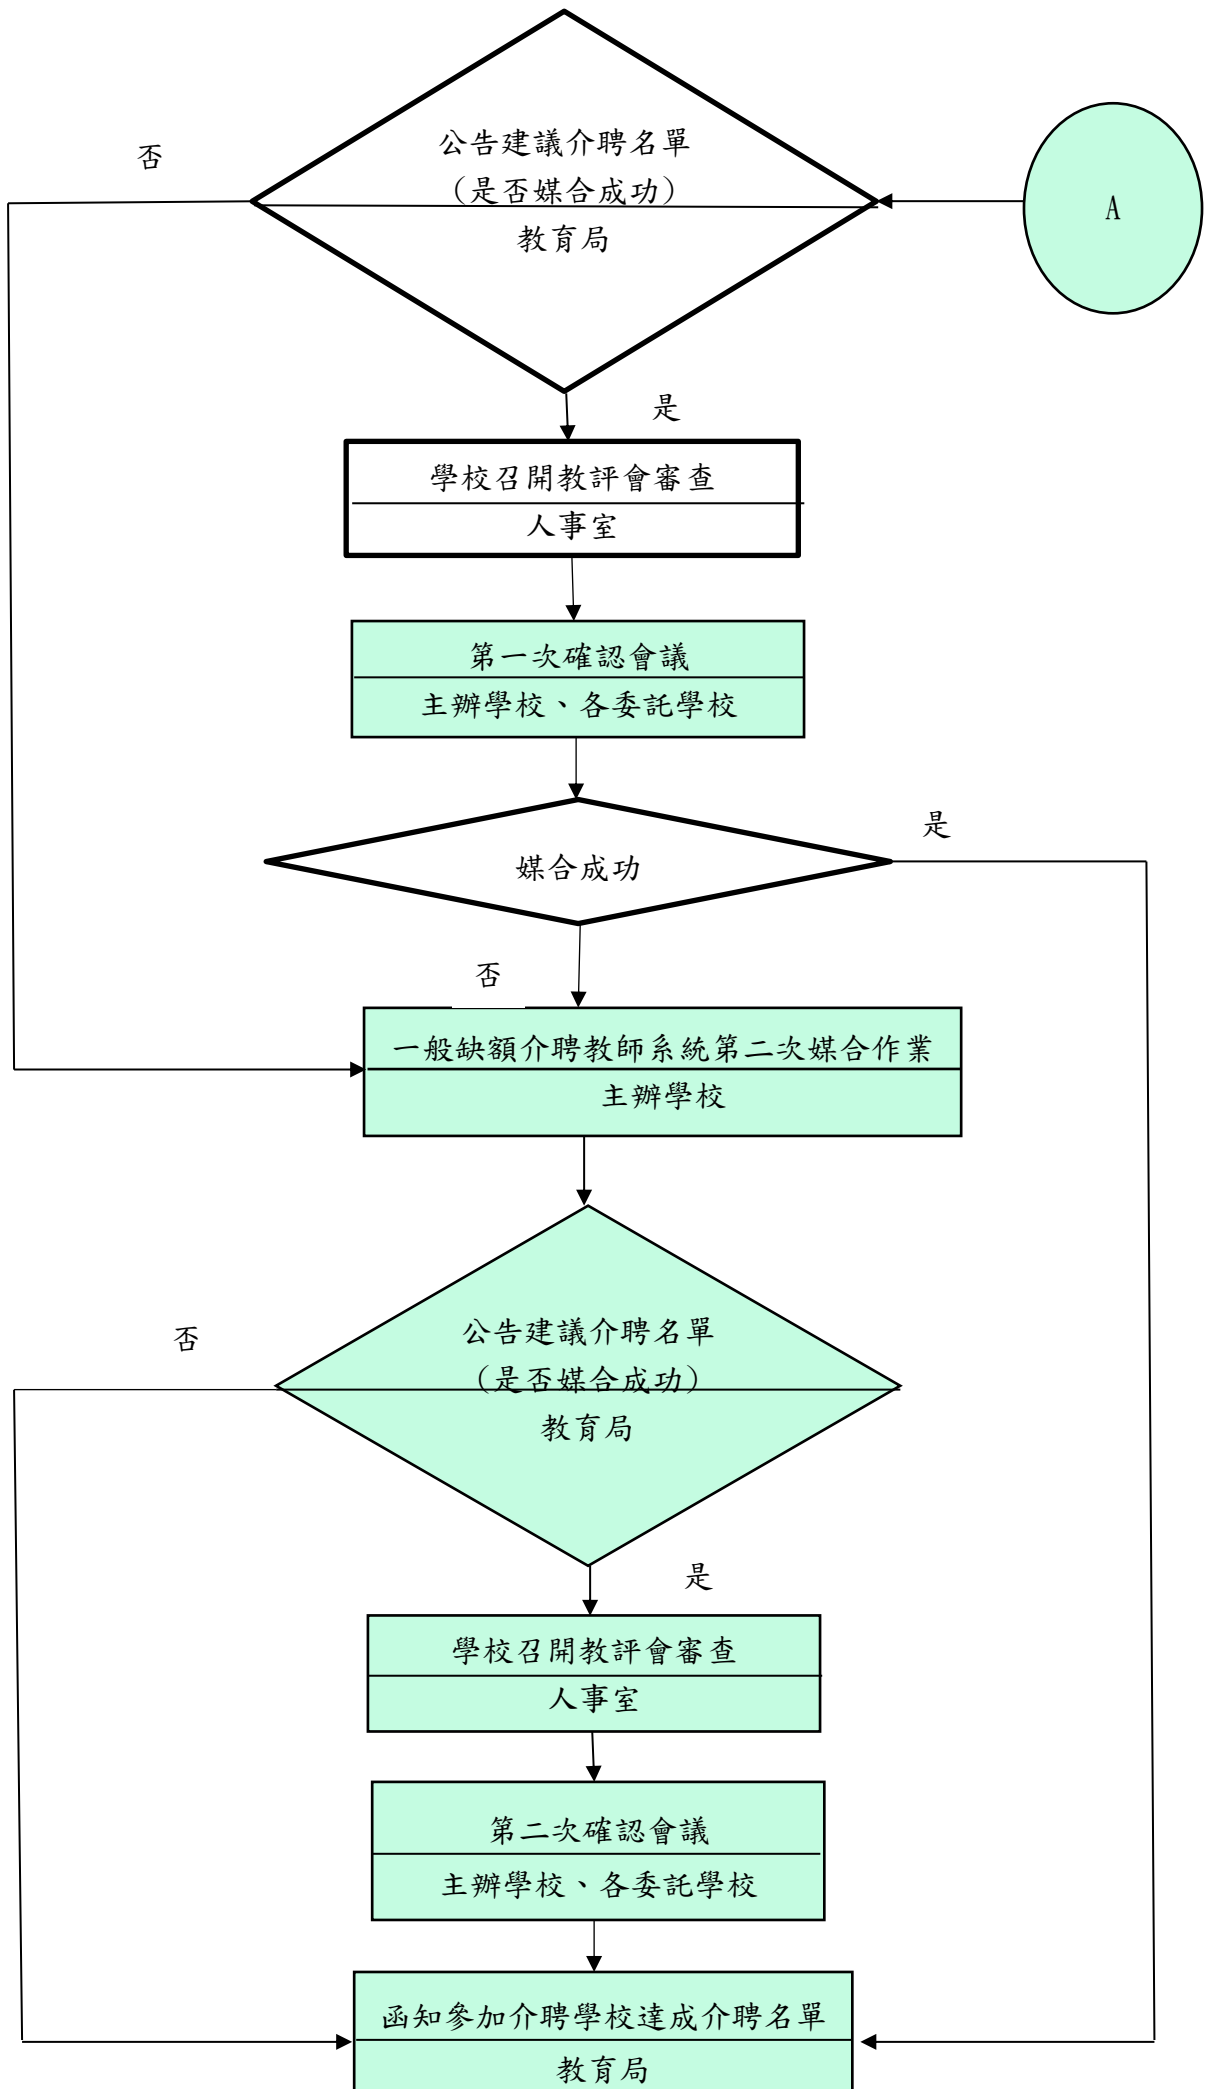 公告建議介聘名單
(是否媒合成功)
教育局
否
A
是
學校召開教評會審查
人事室
第一次確認會議
主辦學校、各委託學校
是
媒合成功
否
一般缺額介聘教師系統第二次媒合作業
主辦學校
公告建議介聘名單
(是否媒合成功)
教育局
否
是
學校召開教評會審查
人事室
第二次確認會議
主辦學校、各委託學校
函知參加介聘學校達成介聘名單
教育局